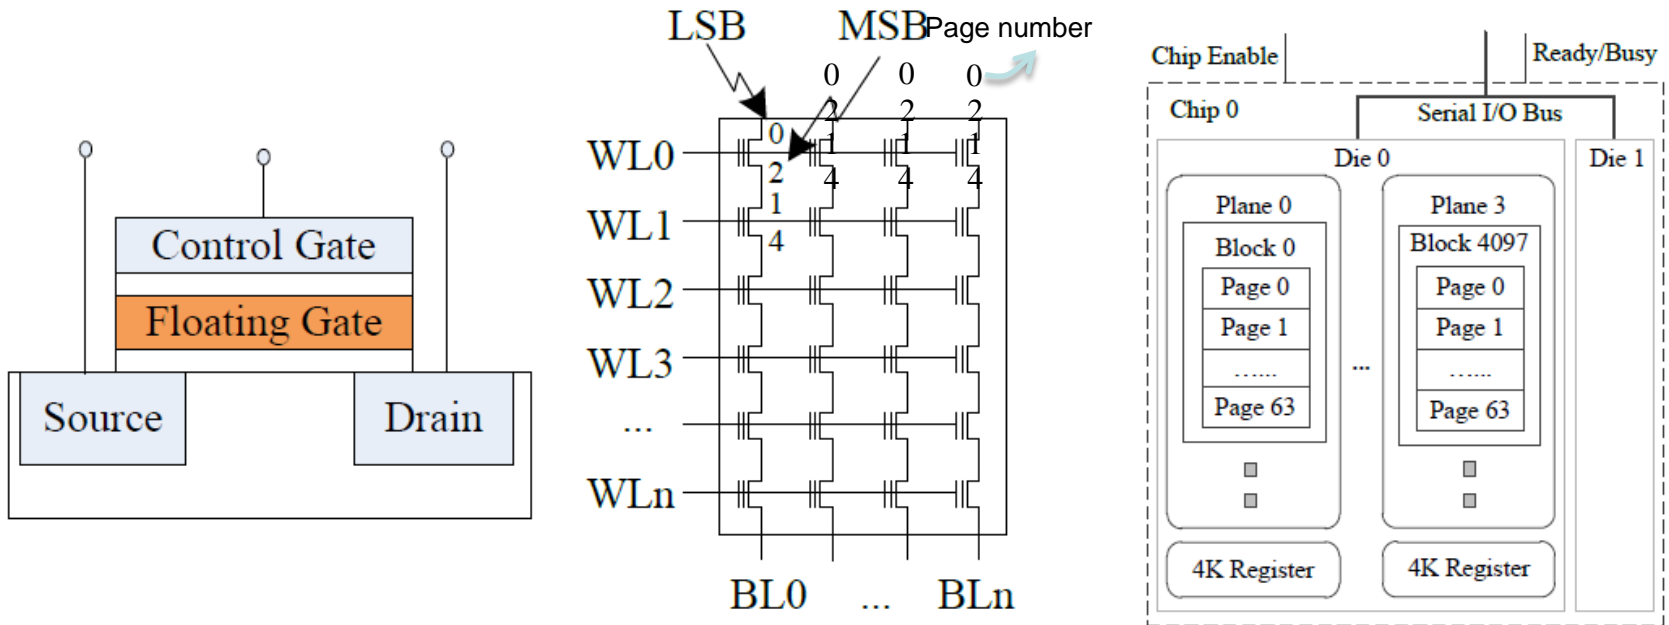 Control Gate
Floating Gate
Source
Drain
LSB
MSB
Page number
0 0 0
2 2 2
0 1 1 1
WL0
2 4 4 4
1
WL1
4
WL2
WL3
...
WLn
BL0 ... BLn
Chip Enable
Ready/Busy
Chip 0
Serial I/O Bus
Die 0
Die 1
Plane 0
Block 0
Page 0
Page 1
......
Page 63
4K Register
...
Plane 3
Block 4097
Page 0
Page 1
......
Page 63
4K Register